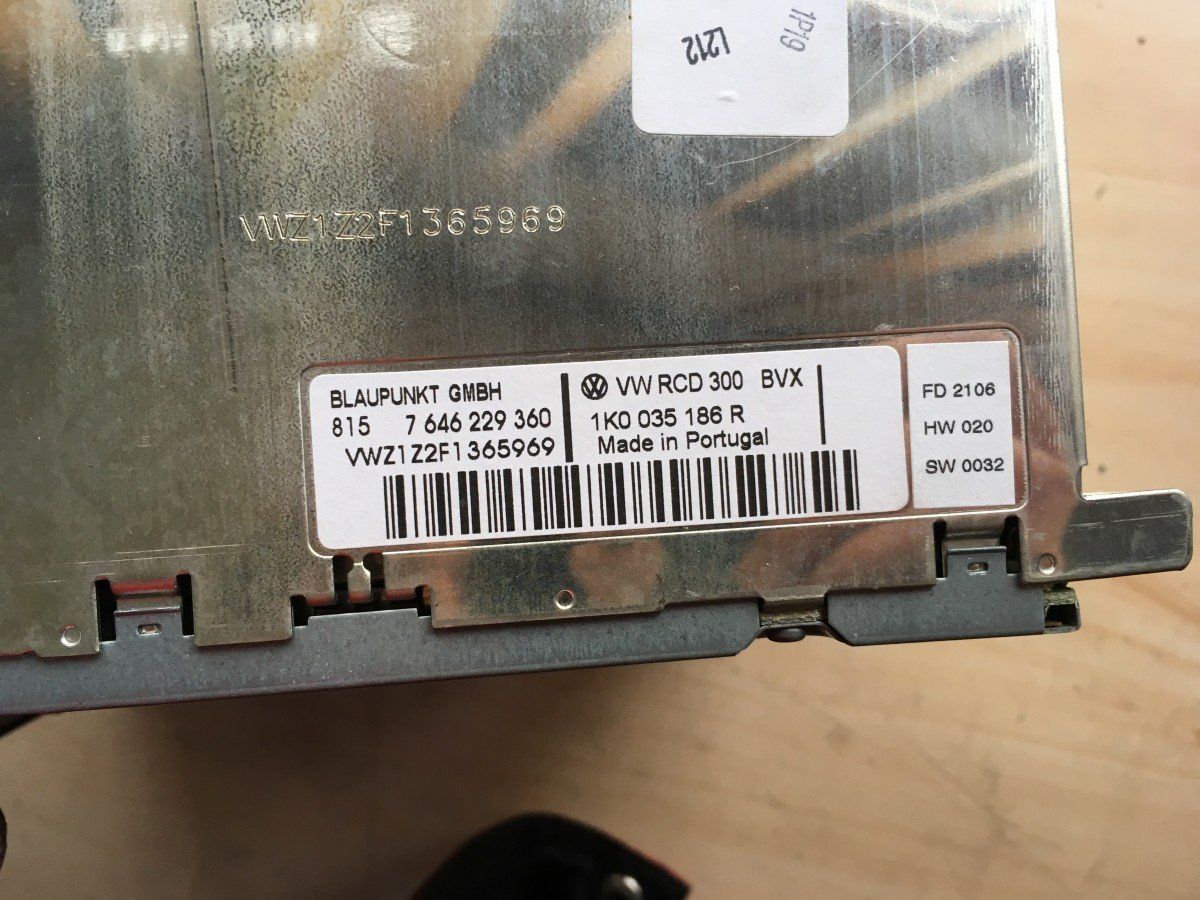 1P19
L212
VWZ1Z2F1365969
BLAUPUNKT GMBH
815 7 646 229 360
VWZ1Z2F1365969
VW RCD 300 BVX
1K0 035 186 R
Made in Portugal
FD 2106
HW 020
SW 0032